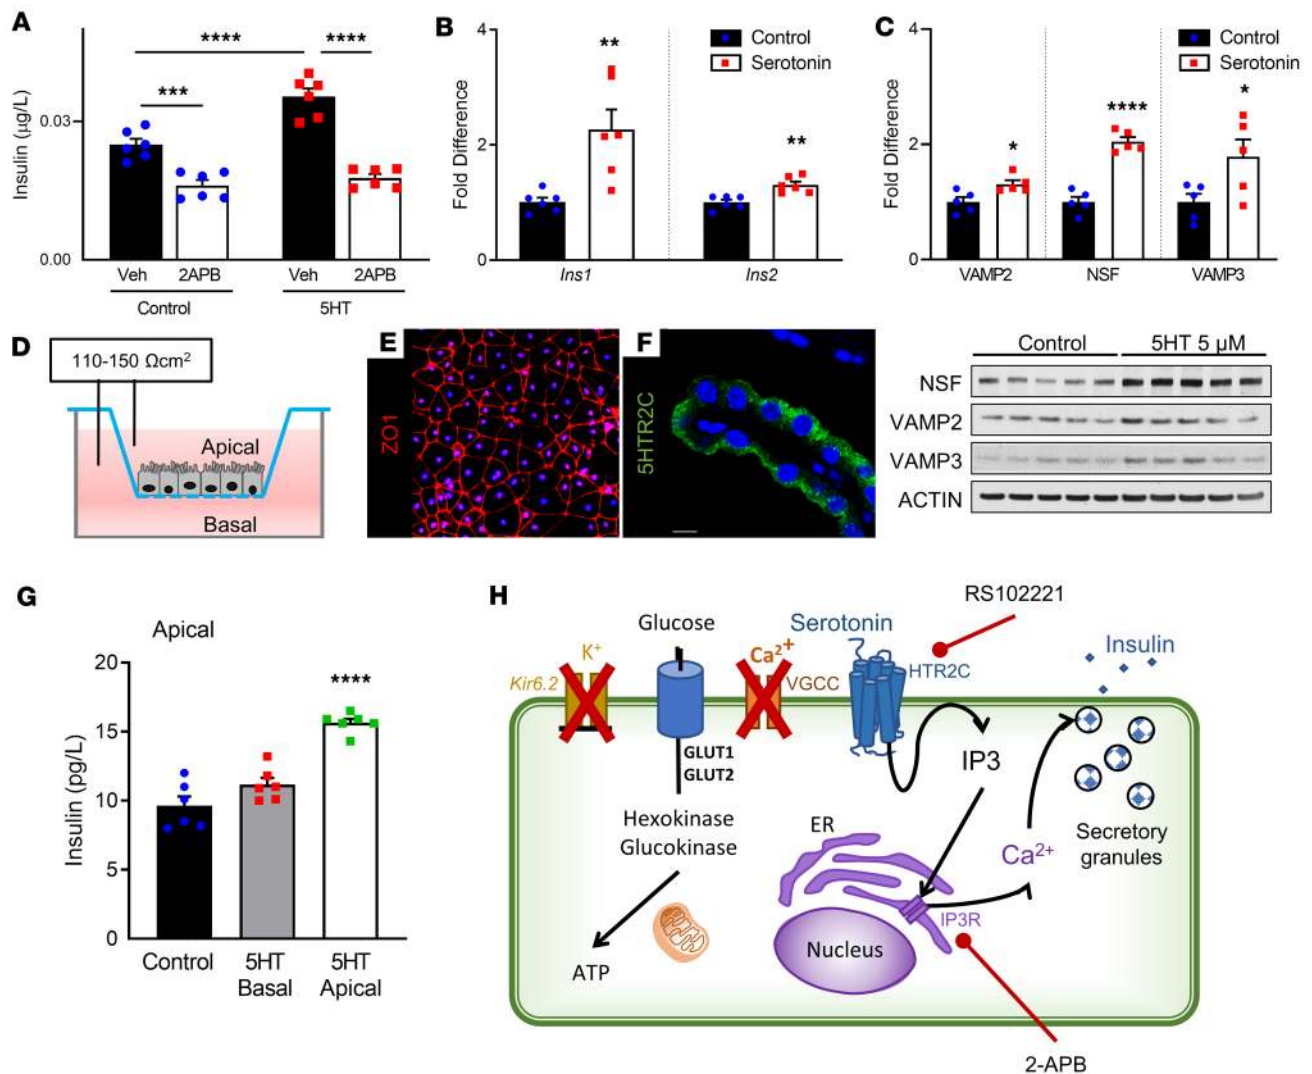 A
Insulin (µg/L)
0.03
0.00
****
****
***
Veh
2APB
Veh
2APB
Control
5HT
B
Fold Difference
4
2
0
Control
Serotonin
**
**
Ins1
Ins2
C
Fold Difference
4
2
0
Control
Serotonin
*
****
*
VAMP2
NSF
VAMP3
D
110-150 Ωcm²
Apical
Basal
E
ZO1
F
5HTR2C
Control
5HT 5 µM
NSF
VAMP2
VAMP3
ACTIN
G
Apical
Insulin (pg/L)
20
15
10
5
0
****
Control
5HT
Basal
5HT
Apical
H
RS102221
Glucose
Serotonin
Insulin
K⁺
Ca²⁺
Kir6.2
VGCC
HTR2C
GLUT1
GLUT2
IP3
Hexokinase
Glucokinase
ER
Ca²⁺
Secretory
granules
IP3R
Nucleus
ATP
2-APB